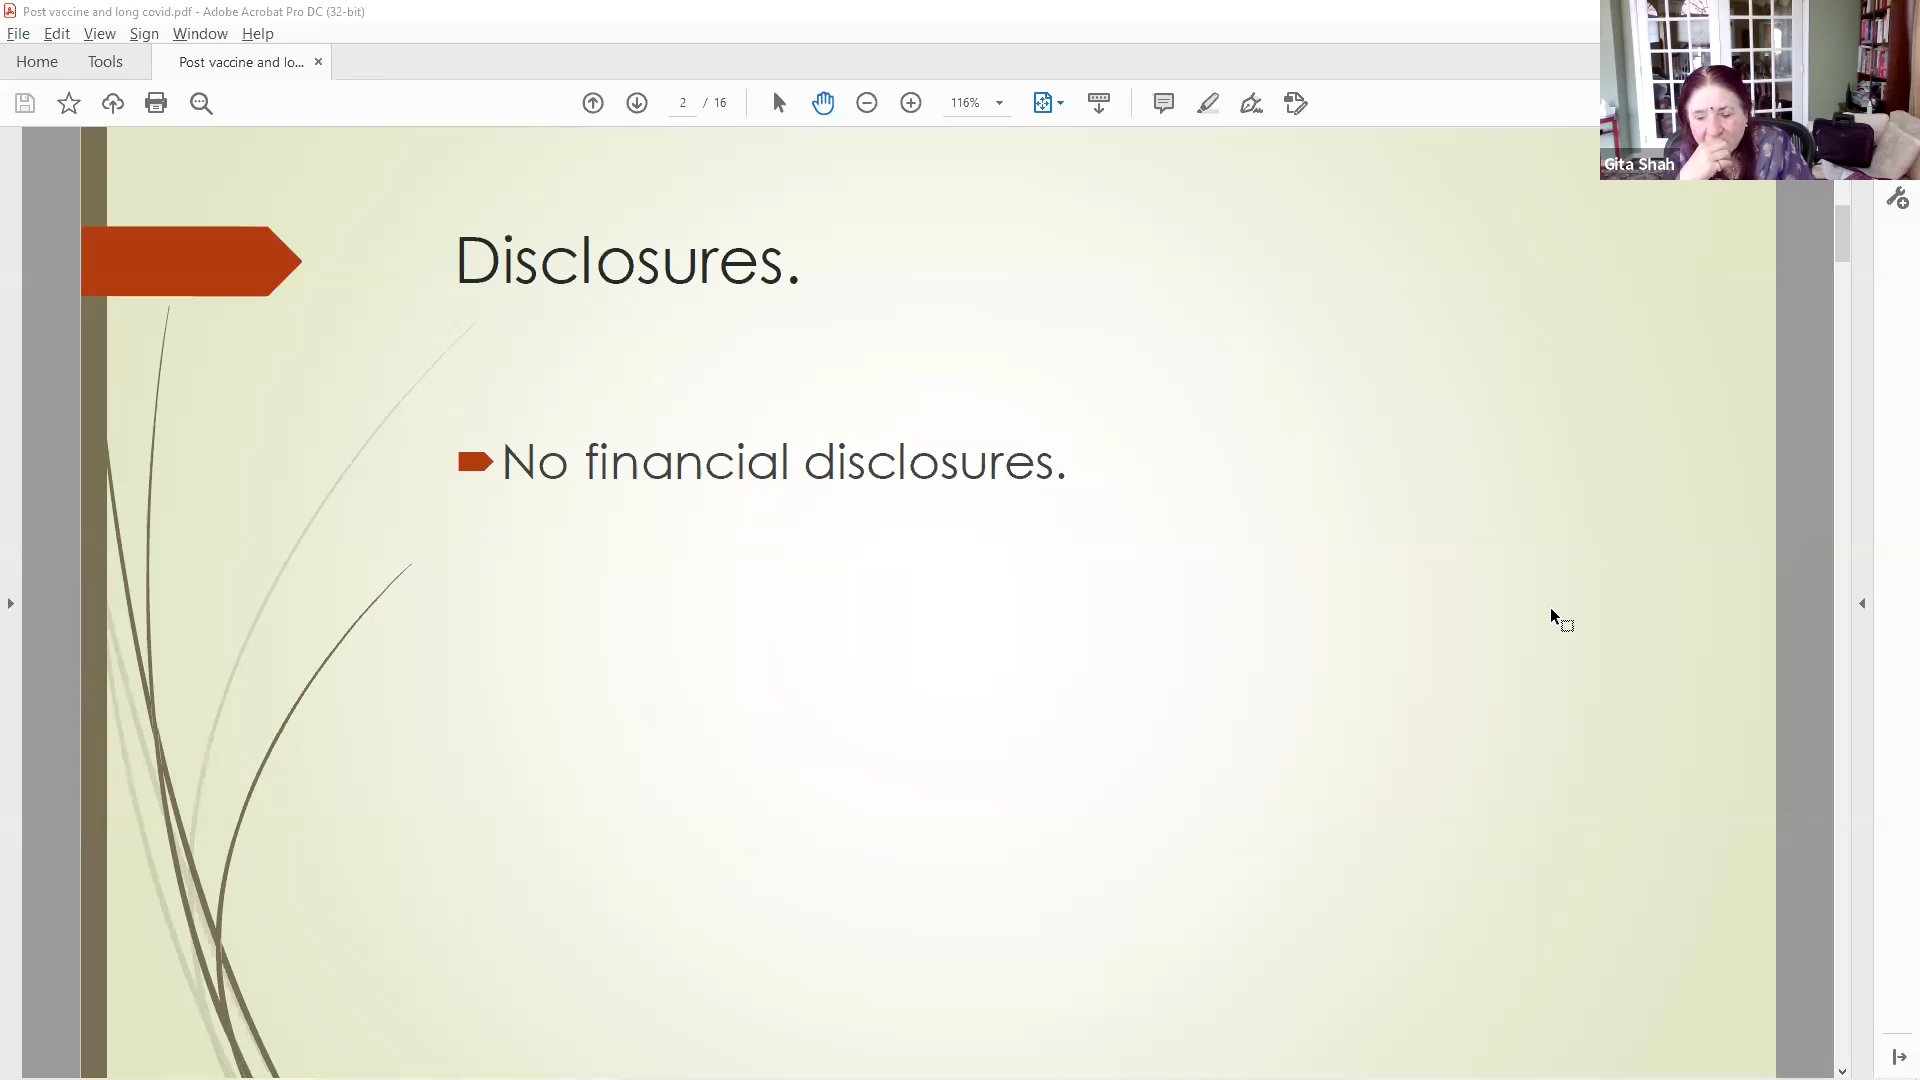 Post vaccine and long covid.pdf - Adobe Acrobat Pro DC (32-bit)
File Edit View Sign Window Help
Home Tools Post vaccine and lo... ×
2 / 16 116%
Gita Shah
Disclosures.
No financial disclosures.